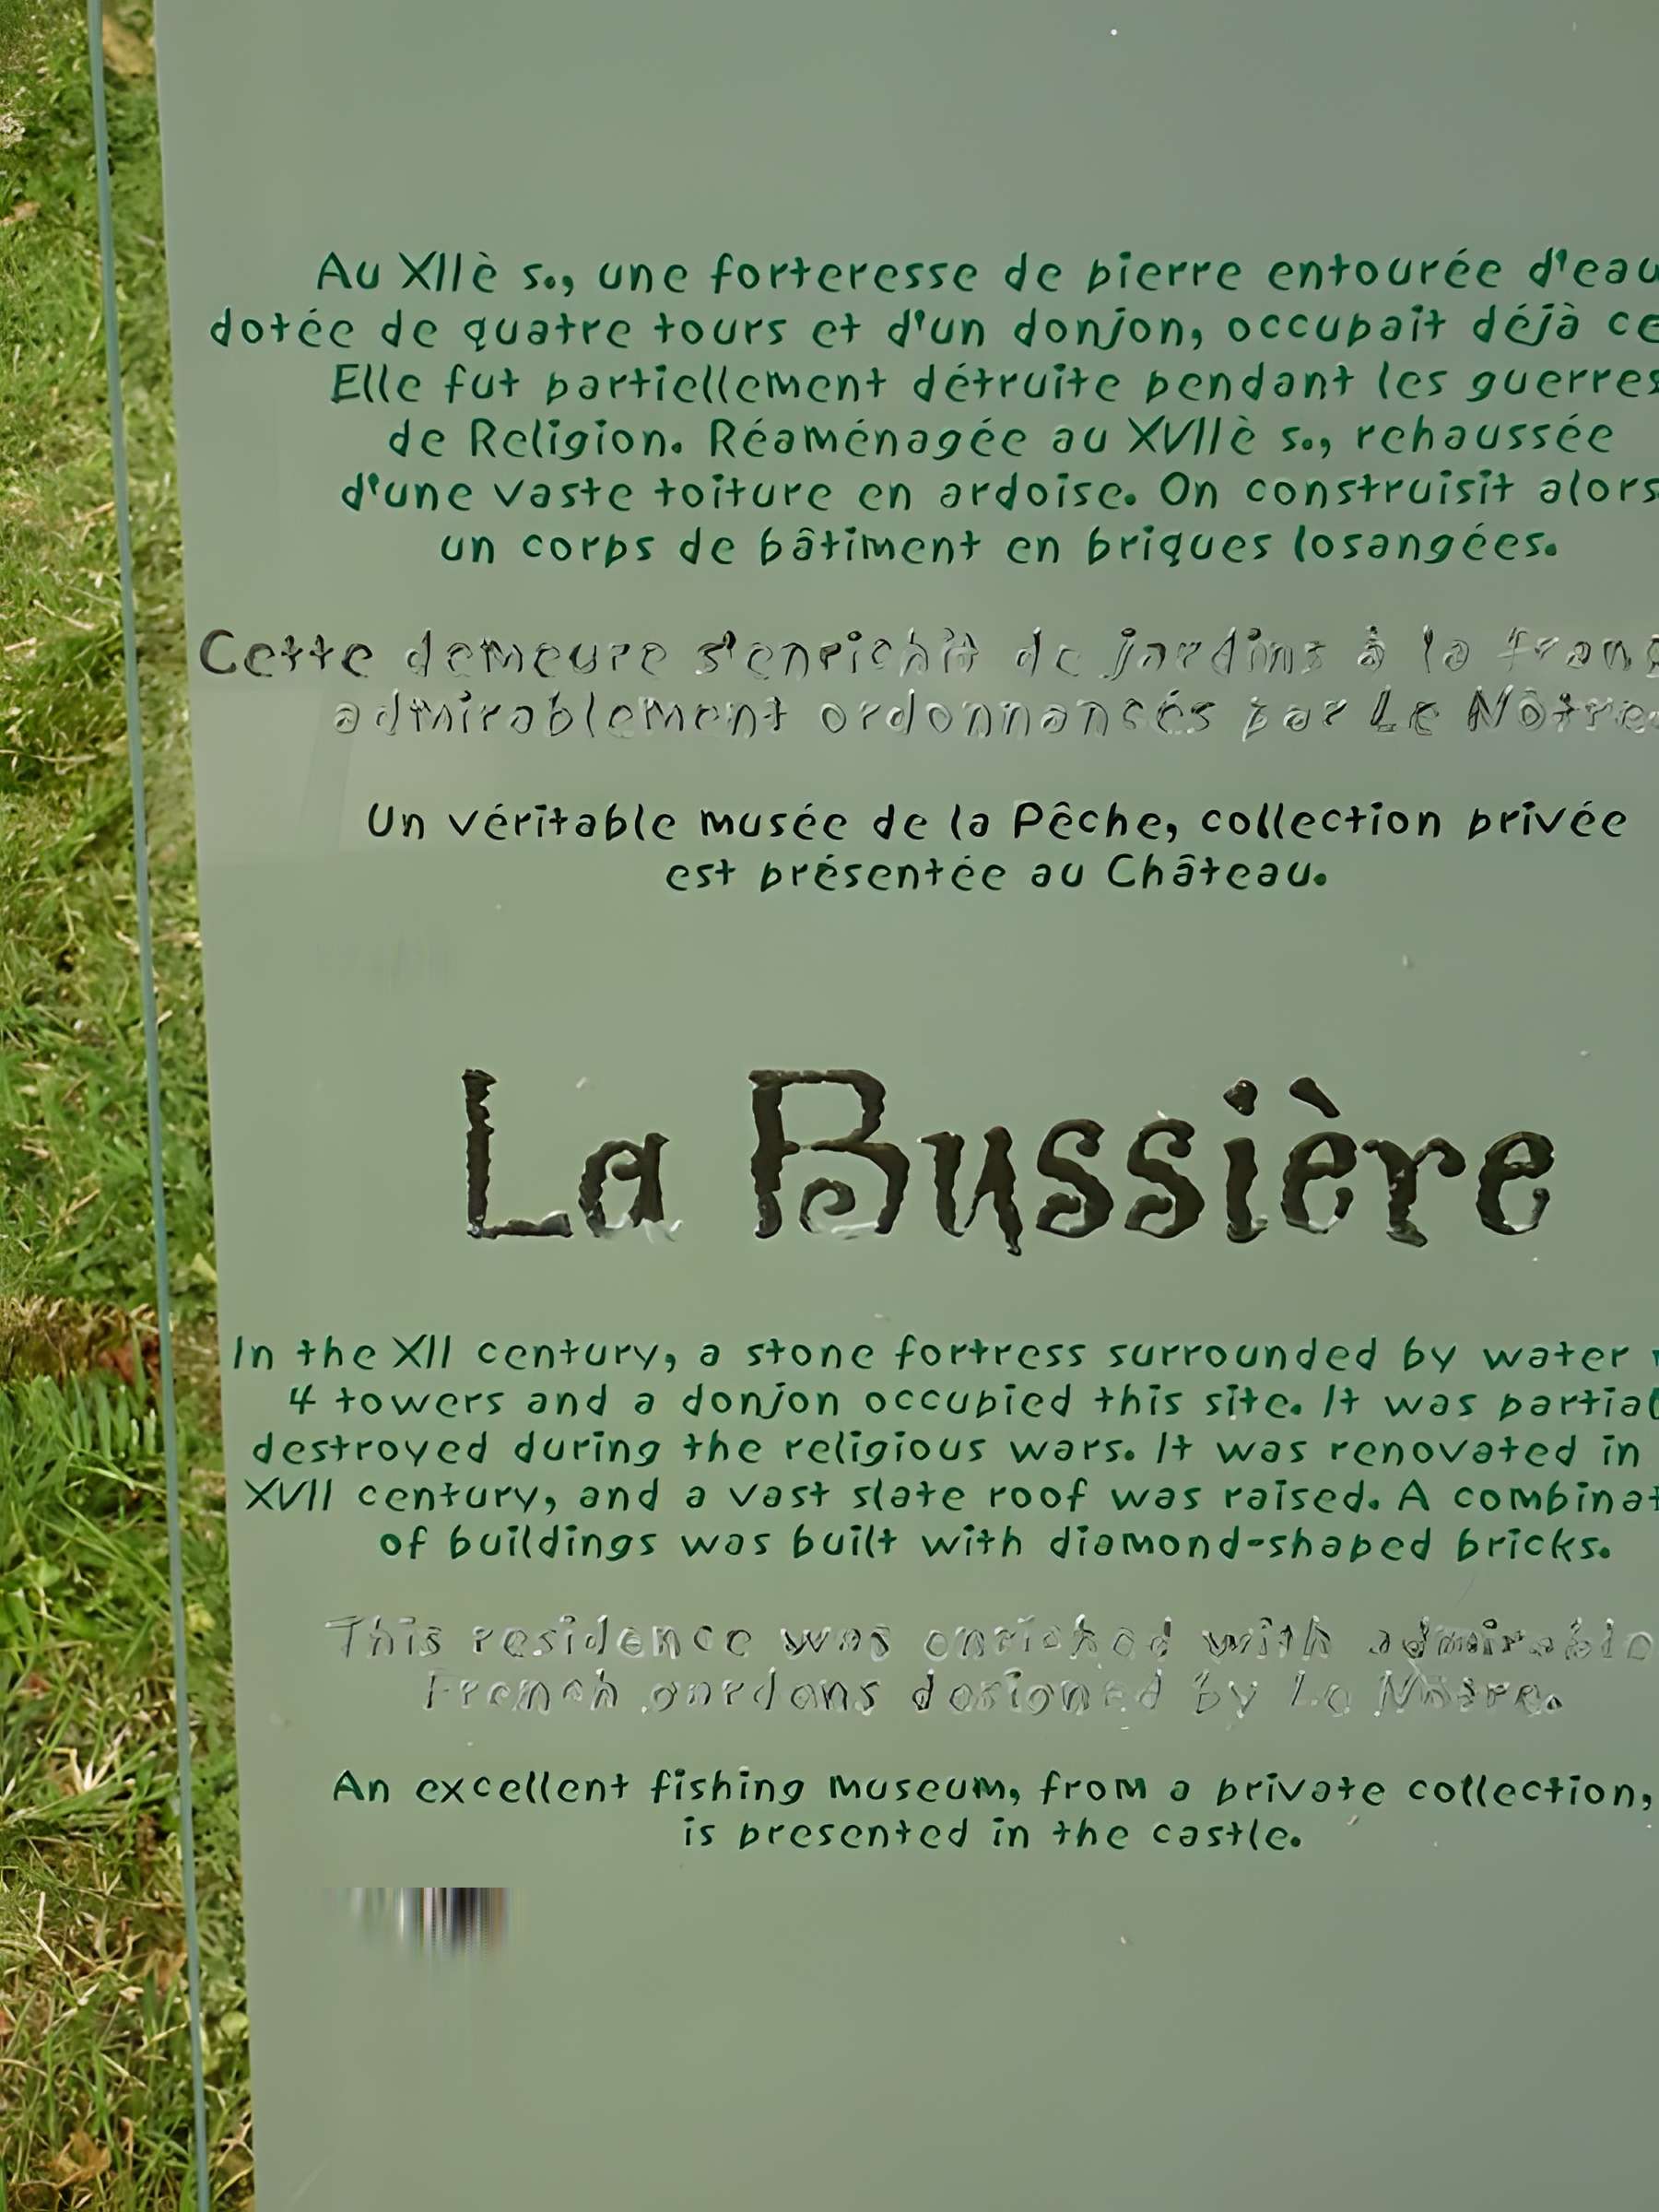 Au XIIè s., une forteresse de pierre entourée d'eau
dotée de quatre tours et d'un donjon, occupait déjà ce
Elle fut partiellement détruite pendant les guerres
de Religion. Réaménagée au XVIIè s., rehaussée
d'une vaste toiture en ardoise. On construisit alors
un corps de bâtiment en briques losangées.
Cette demeure s'enrichit de jardins à la franç
admirablement ordonnancés par Le Nôtre.
Un véritable musée de la Pêche, collection privée
est présentée au Château.
La Bussière
In the XII century, a stone fortress surrounded by water
4 towers and a donjon occupied this site. It was partial
destroyed during the religious wars. It was renovated in
XVII century, and a vast slate roof was raised. A combinat
of buildings was built with diamond-shaped bricks.
This residence was enriched with admirable
French gardens designed by Le Nôtre.
An excellent fishing museum, from a private collection,
is presented in the castle.